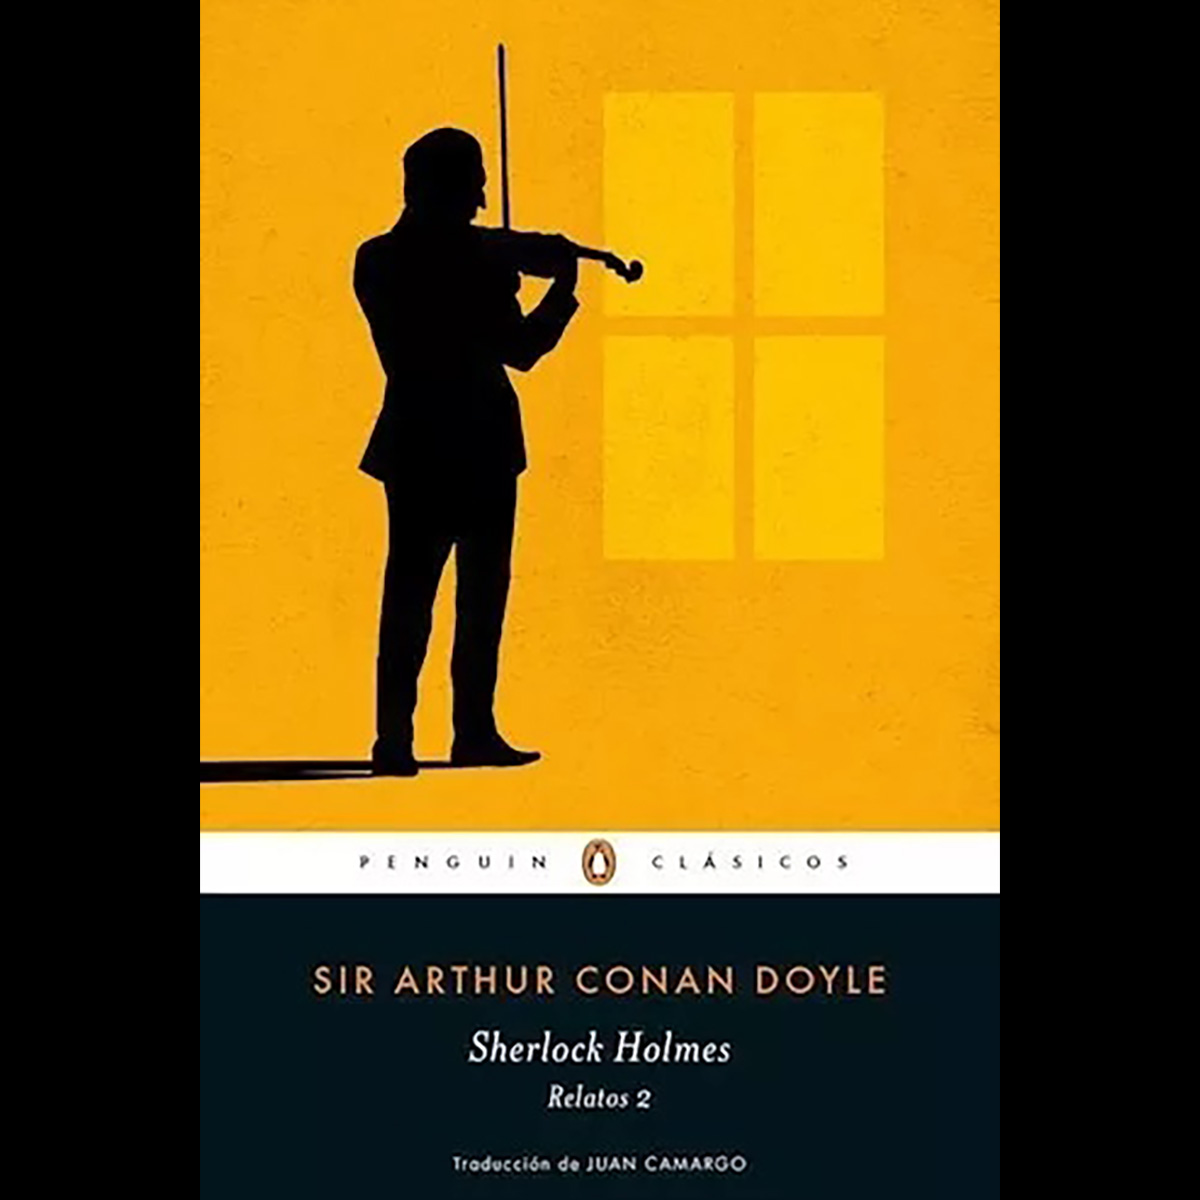 PENGUIN CLÁSICOS
SIR ARTHUR CONAN DOYLE
Sherlock Holmes
Relatos 2
Traducción de JUAN CAMARGO